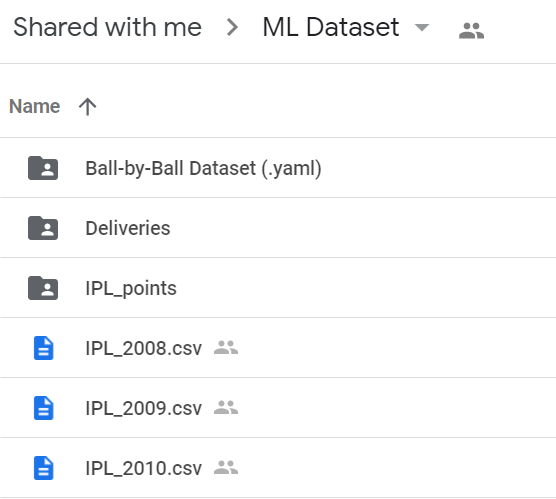 Shared with me > ML Dataset
Name
Ball-by-Ball Dataset (.yaml)
Deliveries
IPL_points
IPL_2008.csv
IPL_2009.csv
IPL_2010.csv